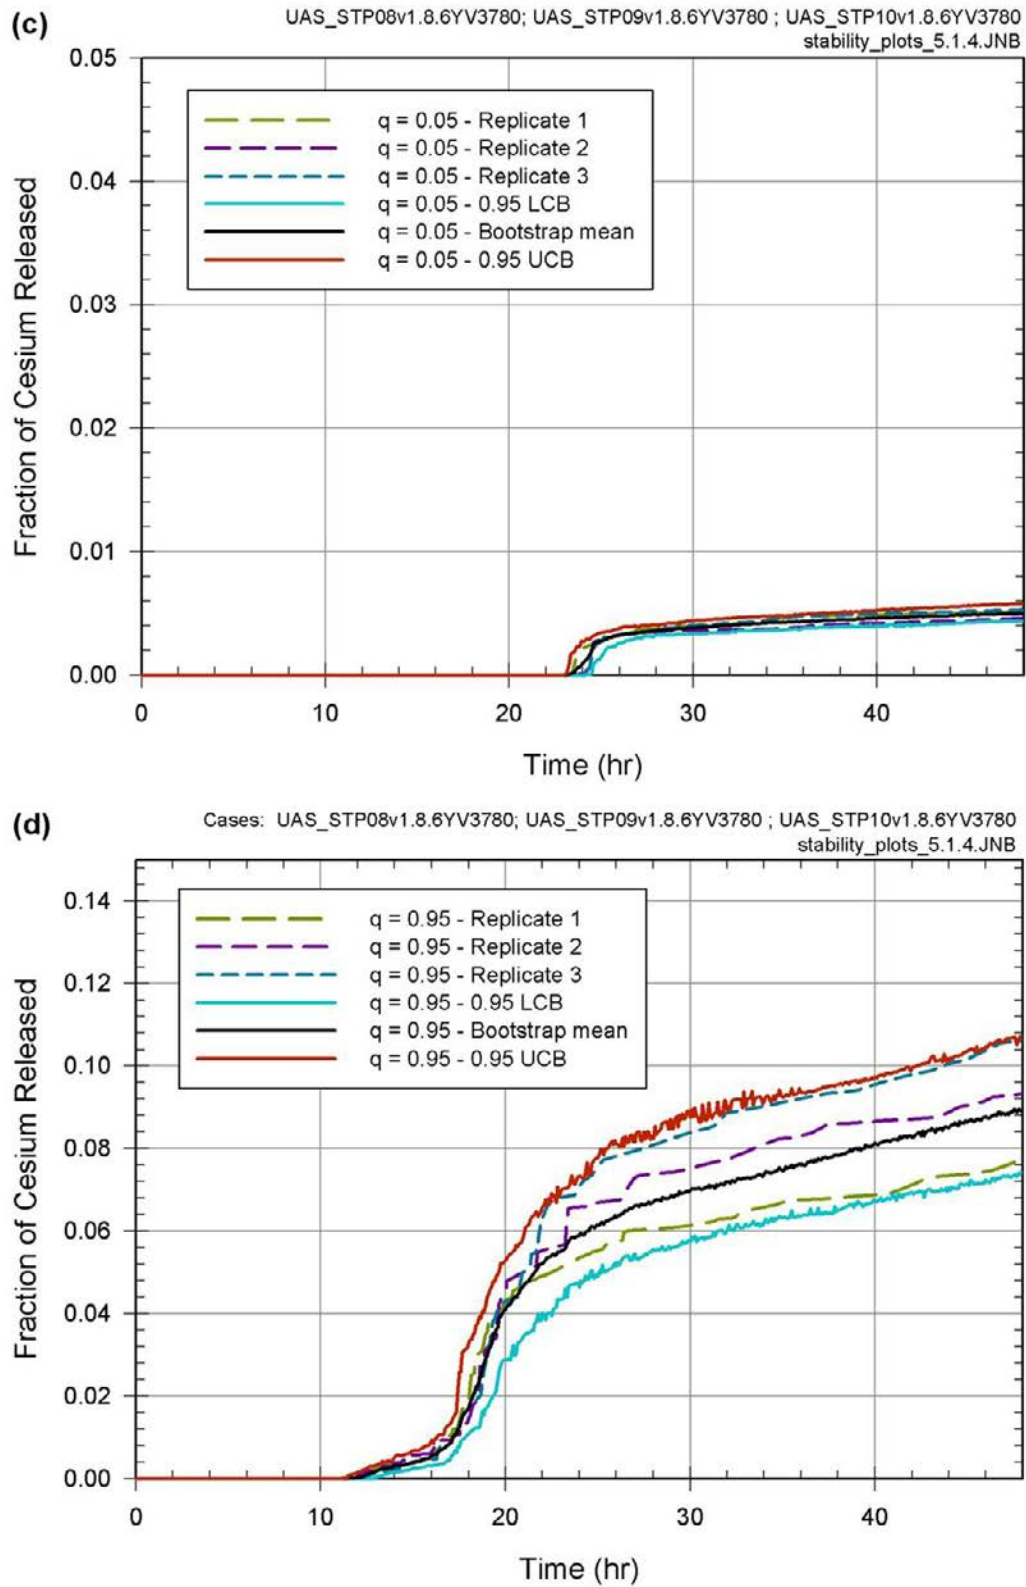 (c)
UAS_STP08v1.8.6YV3780; UAS_STP09v1.8.6YV3780 ; UAS_STP10v1.8.6YV3780
stability_plots_5.1.4.JNB
0.05
0.04
0.03
0.02
0.01
0.00
Fraction of Cesium Released
q = 0.05 - Replicate 1
q = 0.05 - Replicate 2
q = 0.05 - Replicate 3
q = 0.05 - 0.95 LCB
q = 0.05 - Bootstrap mean
q = 0.05 - 0.95 UCB
0 10 20 30 40
Time (hr)
(d)
Cases: UAS_STP08v1.8.6YV3780; UAS_STP09v1.8.6YV3780 ; UAS_STP10v1.8.6YV3780
stability_plots_5.1.4.JNB
0.14
0.12
0.10
0.08
0.06
0.04
0.02
0.00
Fraction of Cesium Released
q = 0.95 - Replicate 1
q = 0.95 - Replicate 2
q = 0.95 - Replicate 3
q = 0.95 - 0.95 LCB
q = 0.95 - Bootstrap mean
q = 0.95 - 0.95 UCB
0 10 20 30 40
Time (hr)